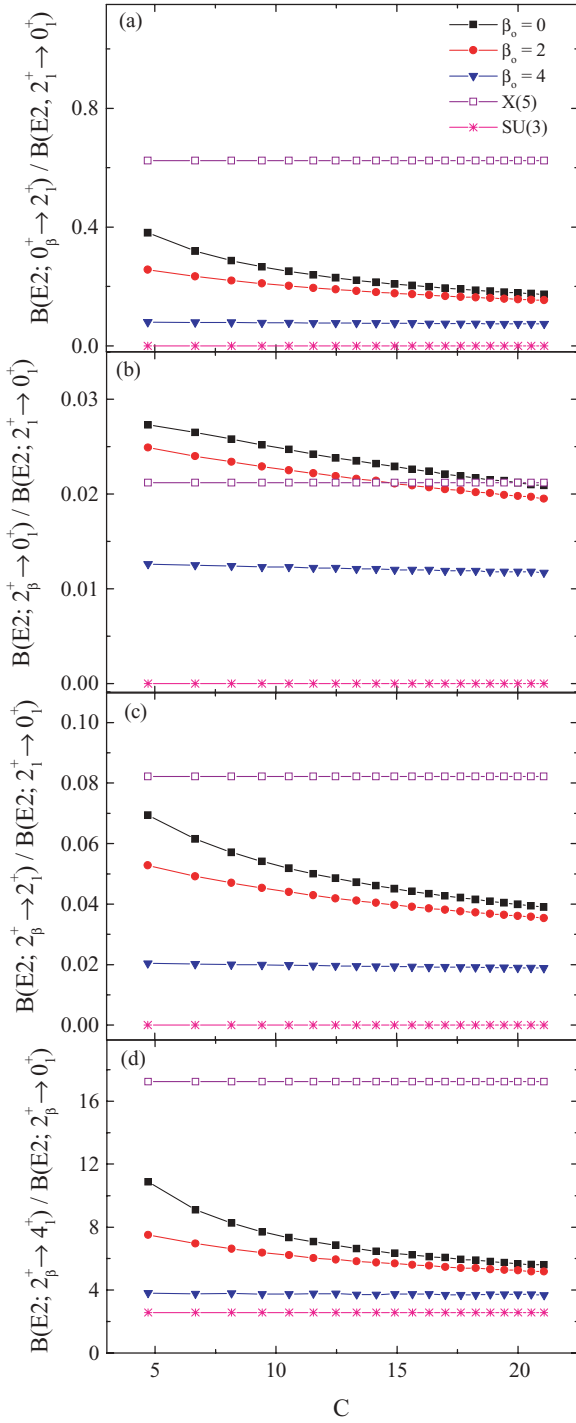 (a)
β₀ = 0
β₀ = 2
β₀ = 4
X(5)
SU(3)
B(E2; 0⁺_β → 2⁺_1) / B(E2, 2⁺_1 → 0⁺_1)
0.8
0.4
0.0
(b)
B(E2; 2⁺_β → 0⁺_1) / B(E2; 2⁺_1 → 0⁺_1)
0.03
0.02
0.01
0.00
(c)
B(E2; 2⁺_β → 2⁺_1) / B(E2; 2⁺_1 → 0⁺_1)
0.10
0.08
0.06
0.04
0.02
0.00
(d)
B(E2; 2⁺_β → 4⁺_1) / B(E2; 2⁺_β → 0⁺_1)
16
12
8
4
0
5 10 15 20
C